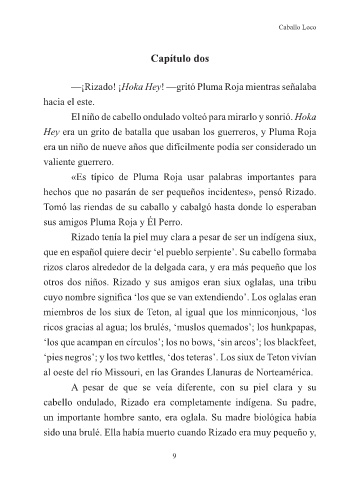 Caballo Loco
Capítulo dos
—¡Rizado! ¡Hoka Hey! —gritó Pluma Roja mientras señalaba
hacia el este.
El niño de cabello ondulado volteó para mirarlo y sonrió. Hoka
Hey era un grito de batalla que usaban los guerreros, y Pluma Roja
era un niño de nueve años que difícilmente podía ser considerado un
valiente guerrero.
«Es típico de Pluma Roja usar palabras importantes para
hechos que no pasarán de ser pequeños incidentes», pensó Rizado.
Tomó las riendas de su caballo y cabalgó hasta donde lo esperaban
sus amigos Pluma Roja y Él Perro.
Rizado tenía la piel muy clara a pesar de ser un indígena siux,
que en español quiere decir ‘el pueblo serpiente’. Su cabello formaba
rizos claros alrededor de la delgada cara, y era más pequeño que los
otros dos niños. Rizado y sus amigos eran siux oglalas, una tribu
cuyo nombre significa ‘los que se van extendiendo’. Los oglalas eran
miembros de los siux de Teton, al igual que los minniconjous, ‘los
ricos gracias al agua; los brulés, ‘muslos quemados’; los hunkpapas,
‘los que acampan en círculos’; los no bows, ‘sin arcos’; los blackfeet,
‘pies negros’; y los two kettles, ‘dos teteras’. Los siux de Teton vivían
al oeste del río Missouri, en las Grandes Llanuras de Norteamérica.
A pesar de que se veía diferente, con su piel clara y su
cabello ondulado, Rizado era completamente indígena. Su padre,
un importante hombre santo, era oglala. Su madre biológica había
sido una brulé. Ella había muerto cuando Rizado era muy pequeño y,
9